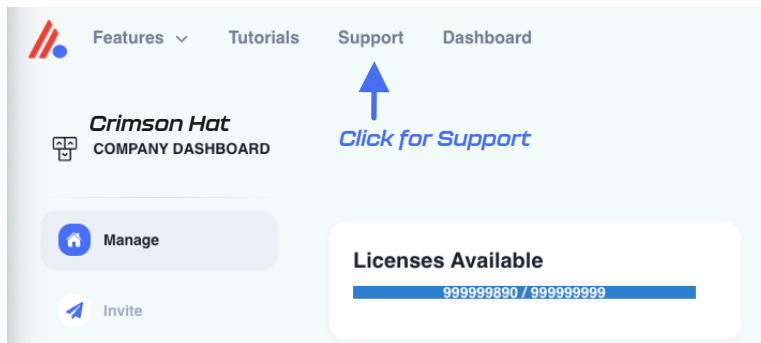 Features
Tutorials
Support
Dashboard
Crimson Hat
COMPANY DASHBOARD
Click for Support
Manage
Invite
Licenses Available
999999890 / 999999999